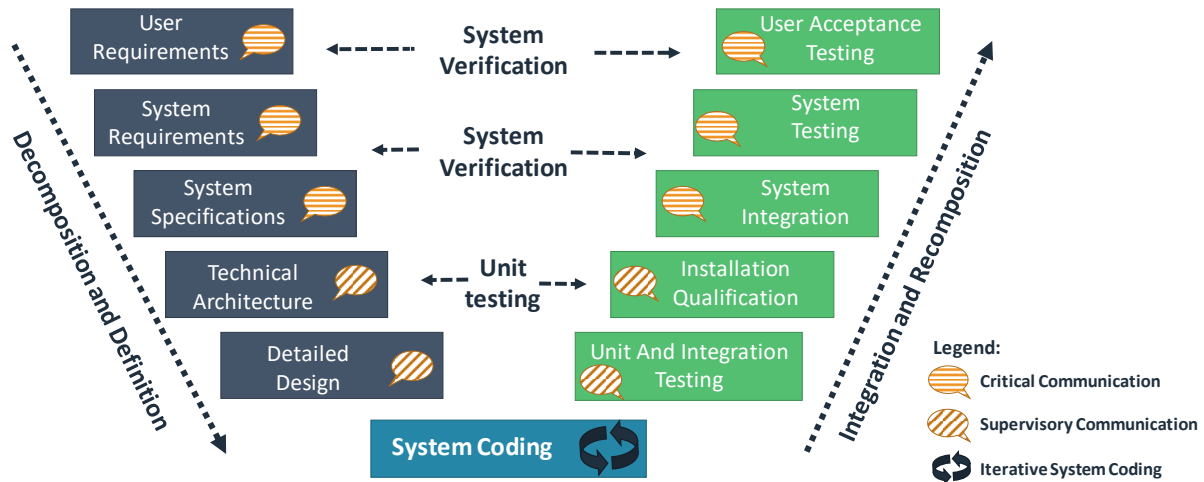 User
Requirements
System
Verification
User Acceptance
Testing
System
Requirements
System
Verification
System
Testing
System
Specifications
System
Integration
Technical
Architecture
Unit
testing
Installation
Qualification
Detailed
Design
Unit And Integration
Testing
System Coding
Decomposition and Definition
Integration and Recomposition
Legend:
Critical Communication
Supervisory Communication
Iterative System Coding